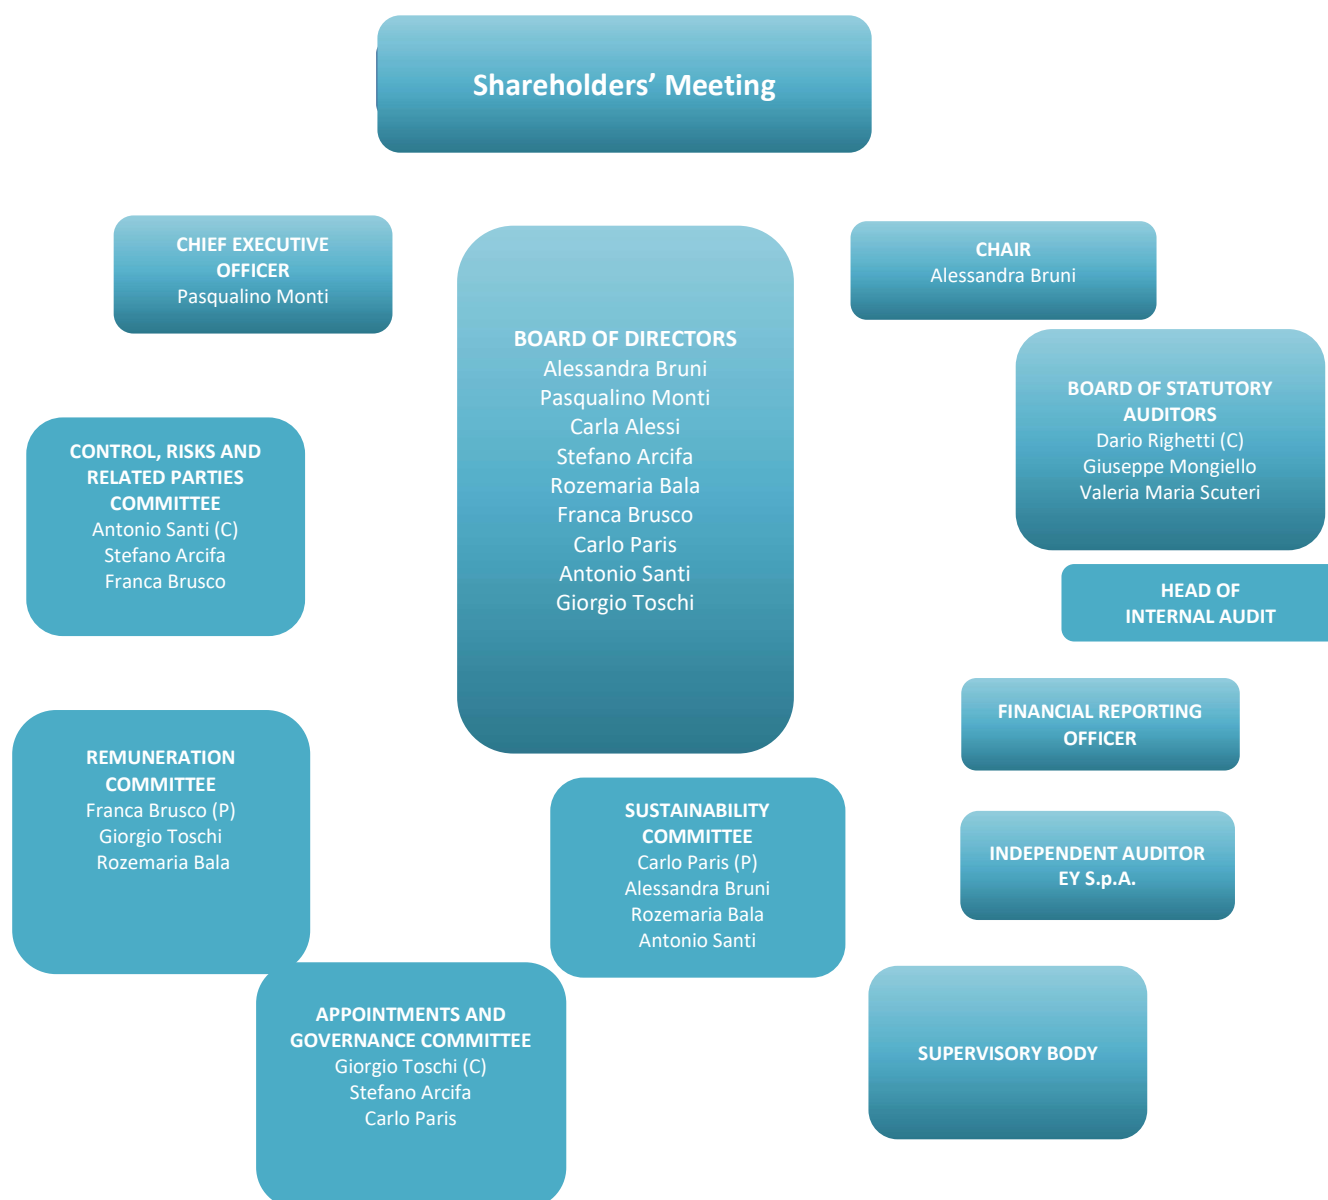 Shareholders’ Meeting
CHIEF EXECUTIVE
OFFICER
Pasqualino Monti
CHAIR
Alessandra Bruni
BOARD OF DIRECTORS
Alessandra Bruni
Pasqualino Monti
Carla Alessi
Stefano Arcifa
Rozemaria Bala
Franca Brusco
Carlo Paris
Antonio Santi
Giorgio Toschi
BOARD OF STATUTORY
AUDITORS
Dario Righetti (C)
Giuseppe Mongiello
Valeria Maria Scuteri
CONTROL, RISKS AND
RELATED PARTIES
COMMITTEE
Antonio Santi (C)
Stefano Arcifa
Franca Brusco
HEAD OF
INTERNAL AUDIT
FINANCIAL REPORTING
OFFICER
REMUNERATION
COMMITTEE
Franca Brusco (P)
Giorgio Toschi
Rozemaria Bala
SUSTAINABILITY
COMMITTEE
Carlo Paris (P)
Alessandra Bruni
Rozemaria Bala
Antonio Santi
INDEPENDENT AUDITOR
EY S.p.A.
APPOINTMENTS AND
GOVERNANCE COMMITTEE
Giorgio Toschi (C)
Stefano Arcifa
Carlo Paris
SUPERVISORY BODY